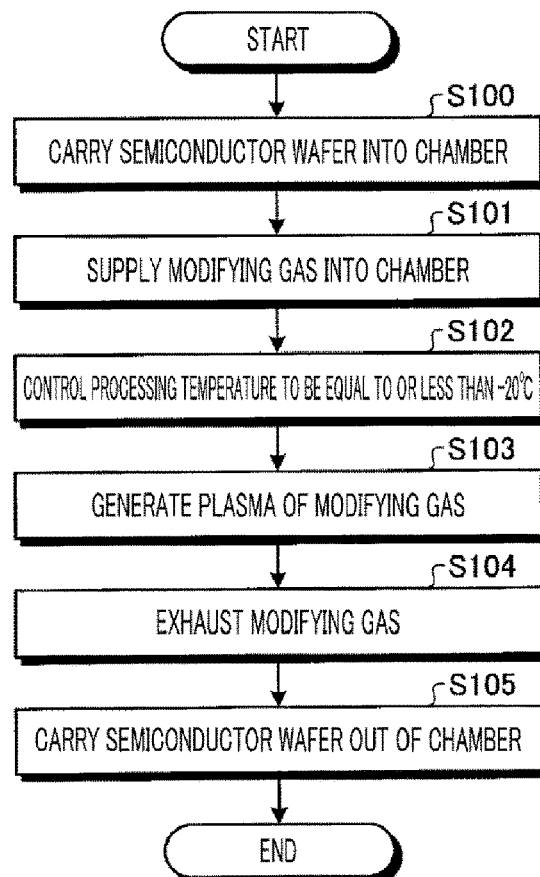 START
S100
CARRY SEMICONDUCTOR WAFER INTO CHAMBER
S101
SUPPLY MODIFYING GAS INTO CHAMBER
S102
CONTROL PROCESSING TEMPERATURE TO BE EQUAL TO OR LESS THAN -20°C
S103
GENERATE PLASMA OF MODIFYING GAS
S104
EXHAUST MODIFYING GAS
S105
CARRY SEMICONDUCTOR WAFER OUT OF CHAMBER
END